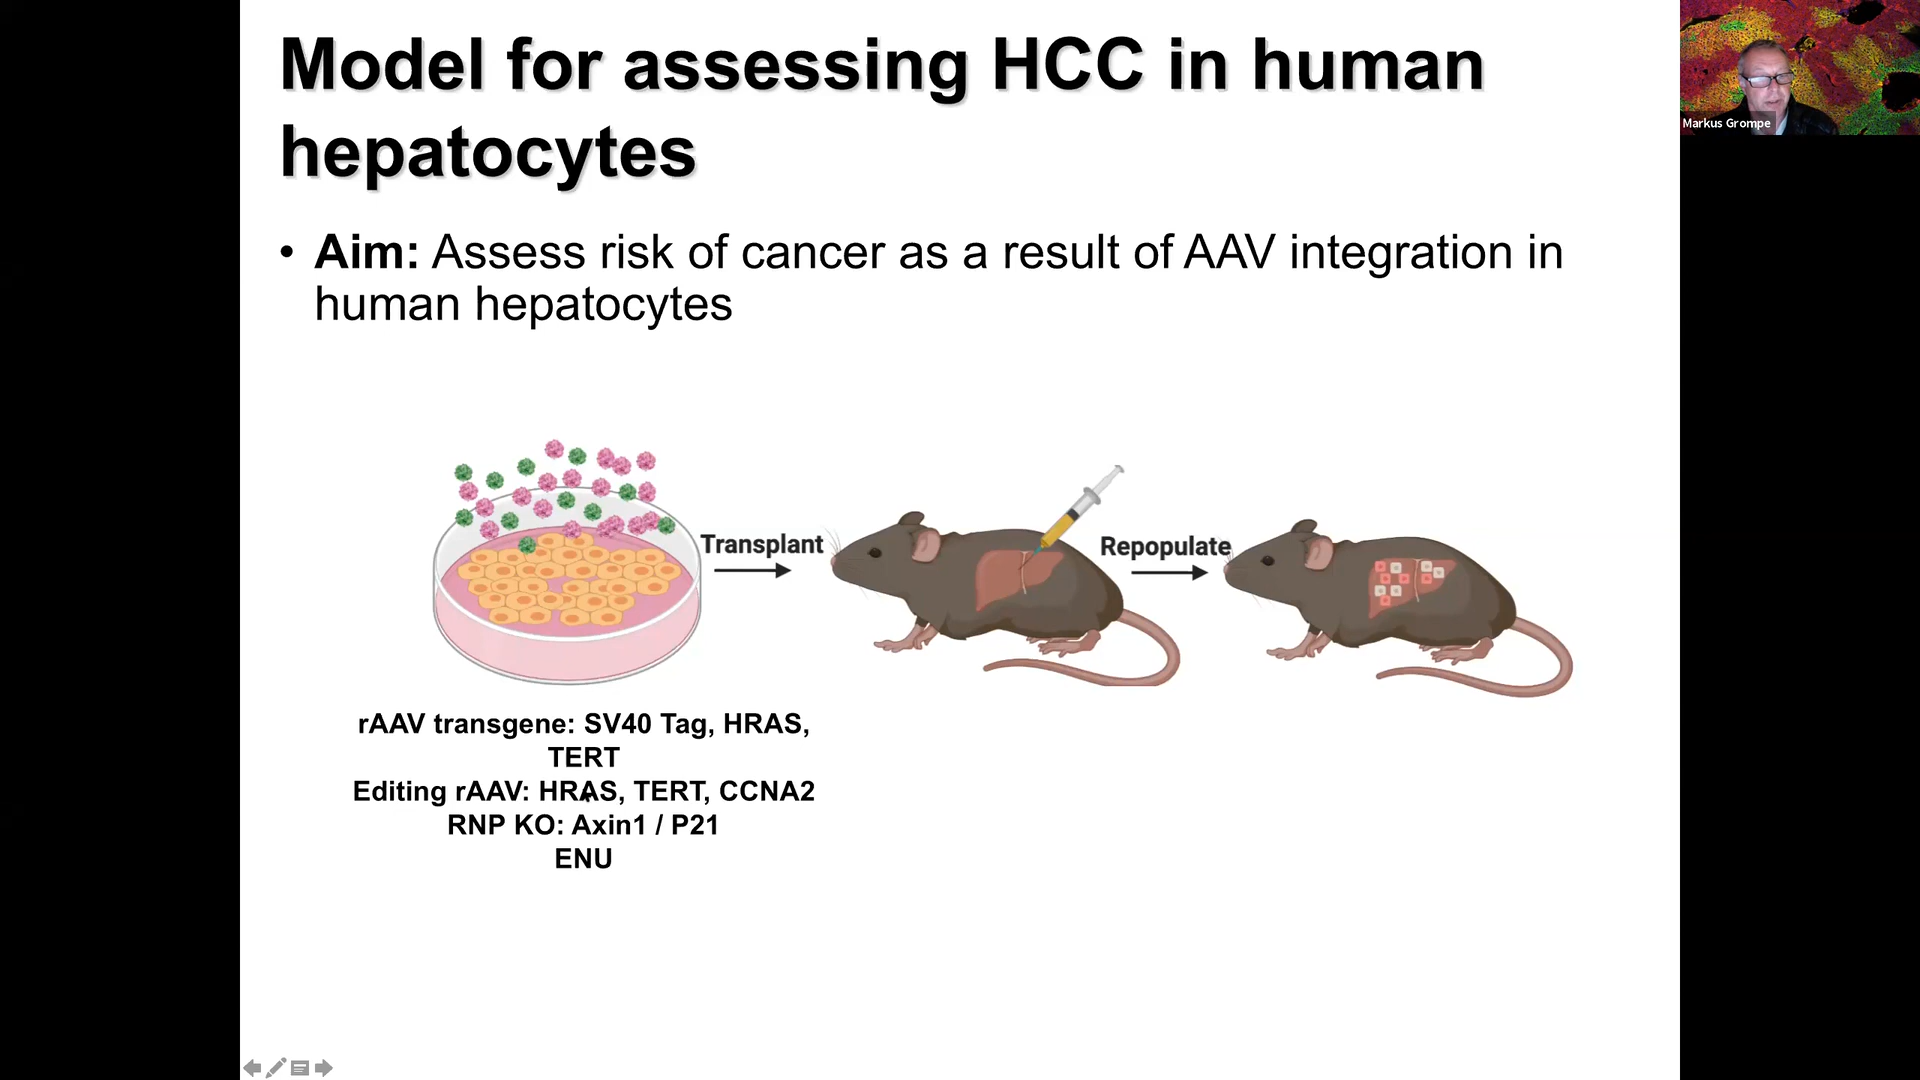 Model for assessing HCC in human
hepatocytes
• Aim: Assess risk of cancer as a result of AAV integration in
human hepatocytes
Transplant
Repopulate
rAAV transgene: SV40 Tag, HRAS,
TERT
Editing rAAV: HRAS, TERT, CCNA2
RNP KO: Axin1 / P21
ENU
Markus Grompe